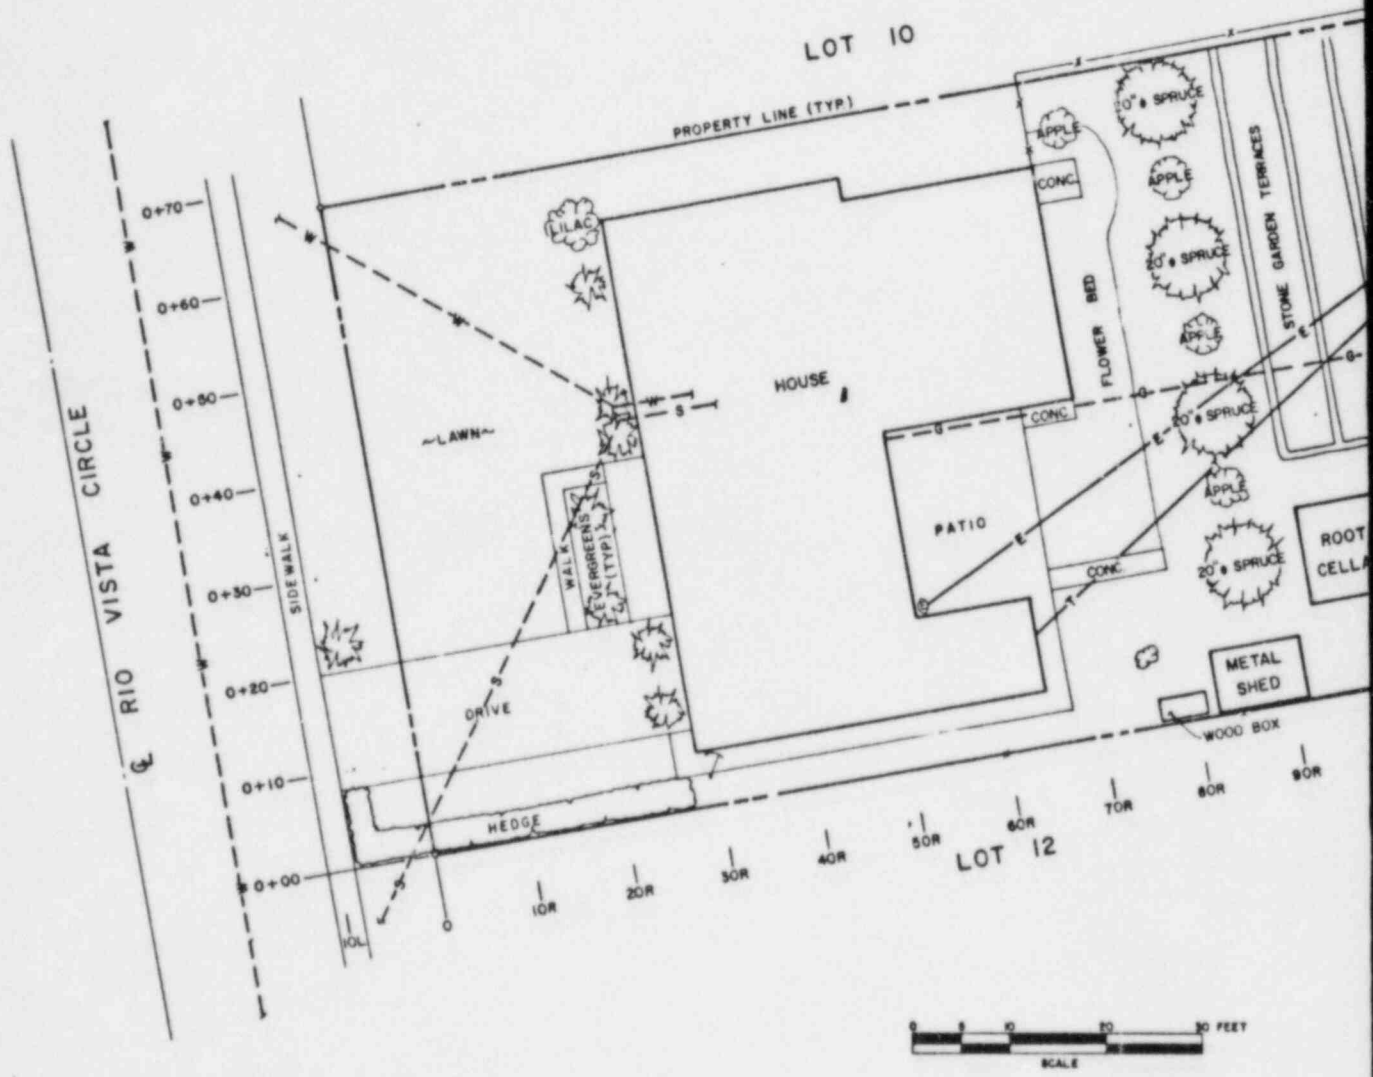 LOT 10
PROPERTY LINE (TYP.)
X
X
X
X
APPLE
0" ø SPRUCE
CONC.
APPLE
STONE GARDEN TERRACES
20" ø SPRUCE
FLOWER BED
APPLE
0+70
W
W
LILAC
0+60
W
HOUSE
E
G
G
0+50
W
S
CONC
20" ø SPRUCE
~LAWN~
G
E
W
CIRCLE
0+40
S
PATIO
APPLE
WALK
EVERGREENS
(TYP)
E
ROOT
CELLA
VISTA
SIDEWALK
0+30
CONC.
20" ø SPRUCE
T
W
0+20
S
METAL
SHED
RIO
DRIVE
WOOD BOX
℄
0+10
90R
80R
70R
HEDGE
60R
50R
LOT 12
40R
W
0+00
S
30R
20R
10R
0
10L
0 5 10 20 30 FEET
SCALE